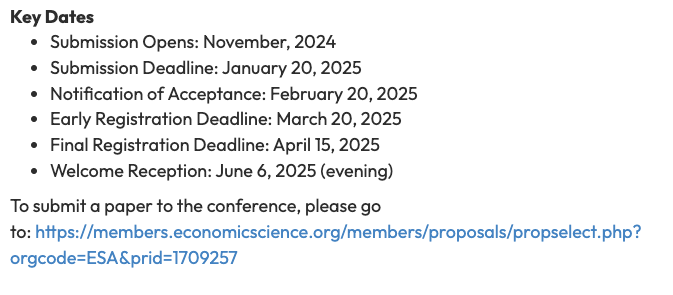 Key Dates
• Submission Opens: November, 2024
• Submission Deadline: January 20, 2025
• Notification of Acceptance: February 20, 2025
• Early Registration Deadline: March 20, 2025
• Final Registration Deadline: April 15, 2025
• Welcome Reception: June 6, 2025 (evening)
To submit a paper to the conference, please go
to: https://members.economicscience.org/members/proposals/propselect.php?
orgcode=ESA&prid=1709257